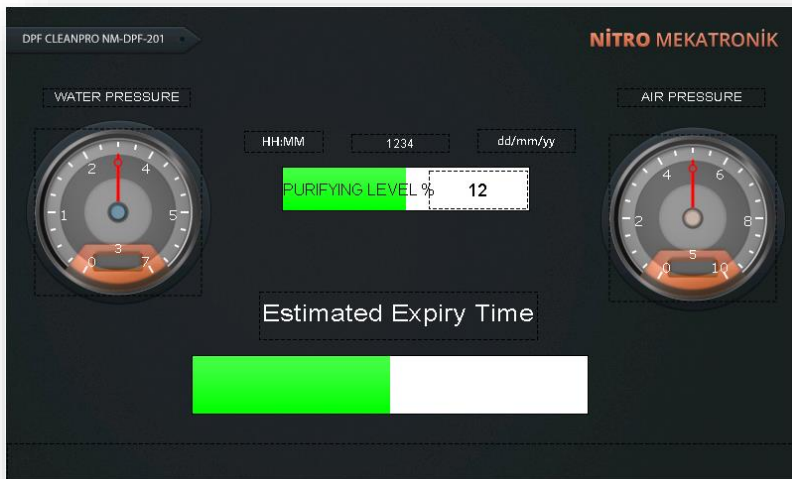 DPF CLEANPRO NM-DPF-201
NİTRO MEKATRONİK
WATER PRESSURE
AIR PRESSURE
HH:MM
1234
dd/mm/yy
PURIFYING LEVEL %
12
2 4
1 5
3
0 7
4 6
2 8
5
0 10
Estimated Expiry Time